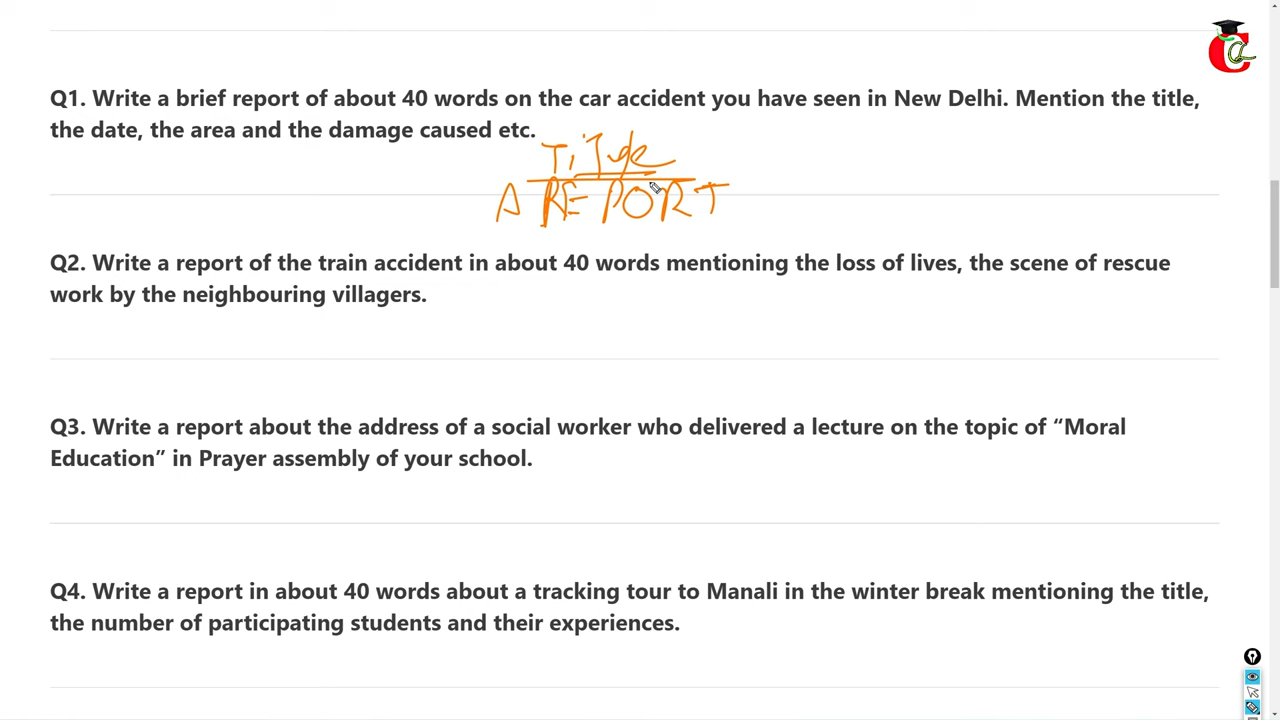 Q1. Write a brief report of about 40 words on the car accident you have seen in New Delhi. Mention the title,
the date, the area and the damage caused etc.
A REPORT
Q2. Write a report of the train accident in about 40 words mentioning the loss of lives, the scene of rescue
work by the neighbouring villagers.
Q3. Write a report about the address of a social worker who delivered a lecture on the topic of “Moral
Education” in Prayer assembly of your school.
Q4. Write a report in about 40 words about a tracking tour to Manali in the winter break mentioning the title,
the number of participating students and their experiences.